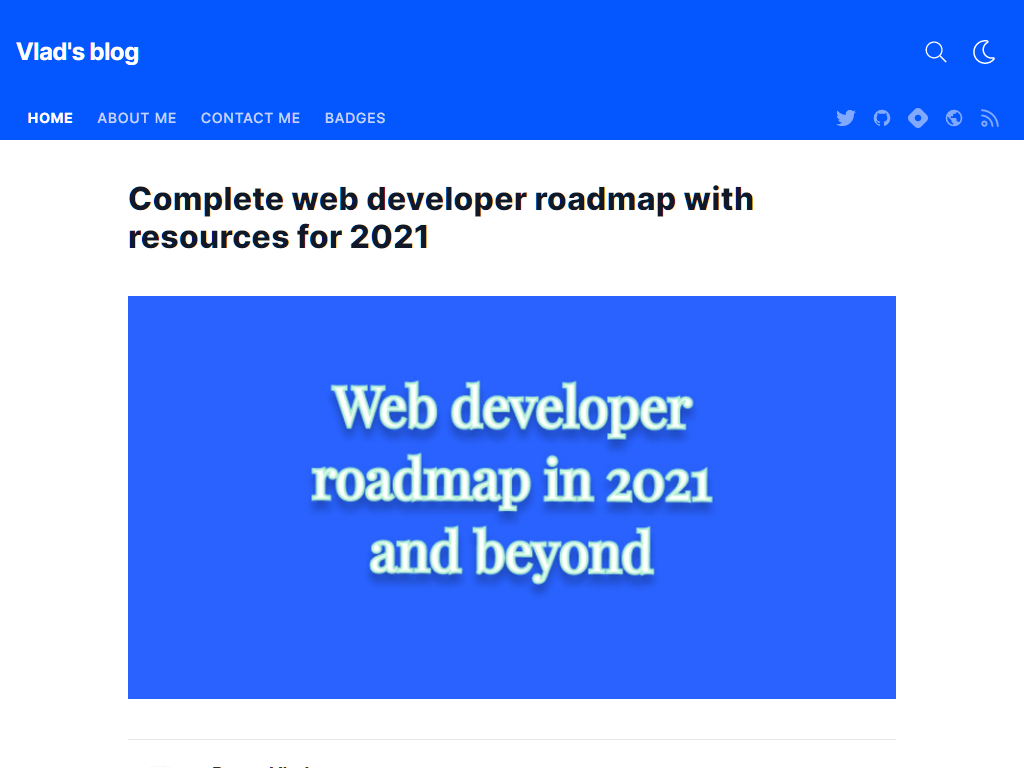 Vlad's blog
HOME ABOUT ME CONTACT ME BADGES
Complete web developer roadmap with
resources for 2021
Web developer
roadmap in 2021
and beyond